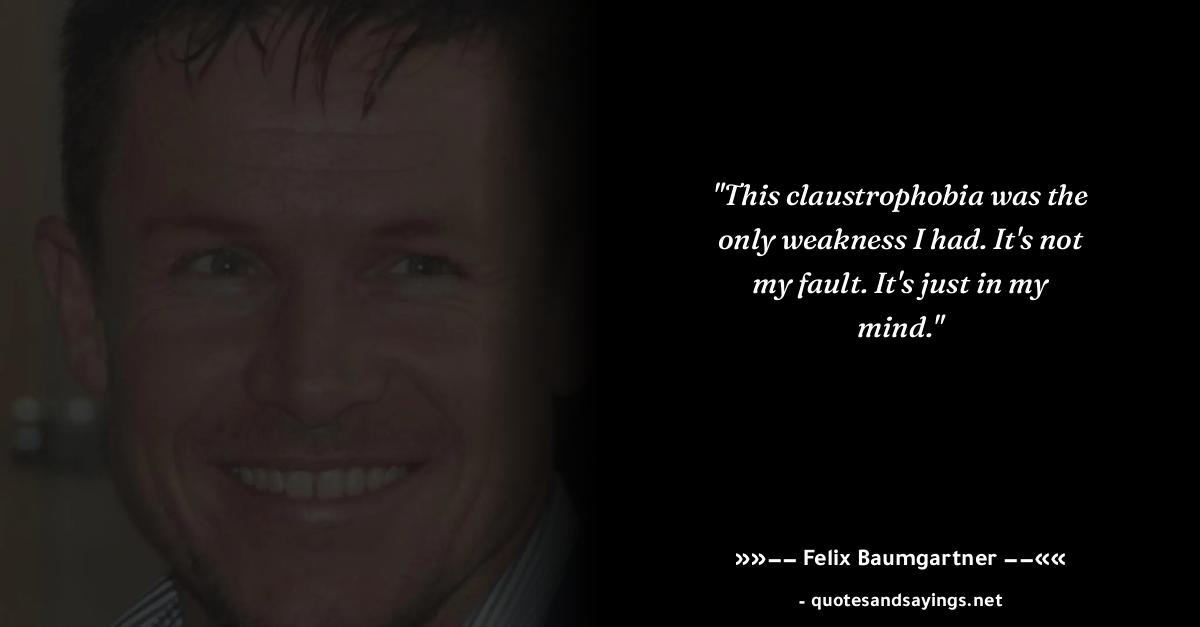 "This claustrophobia was the
only weakness I had. It's not
my fault. It's just in my
mind."
»»–– Felix Baumgartner ––««
- quotesandsayings.net